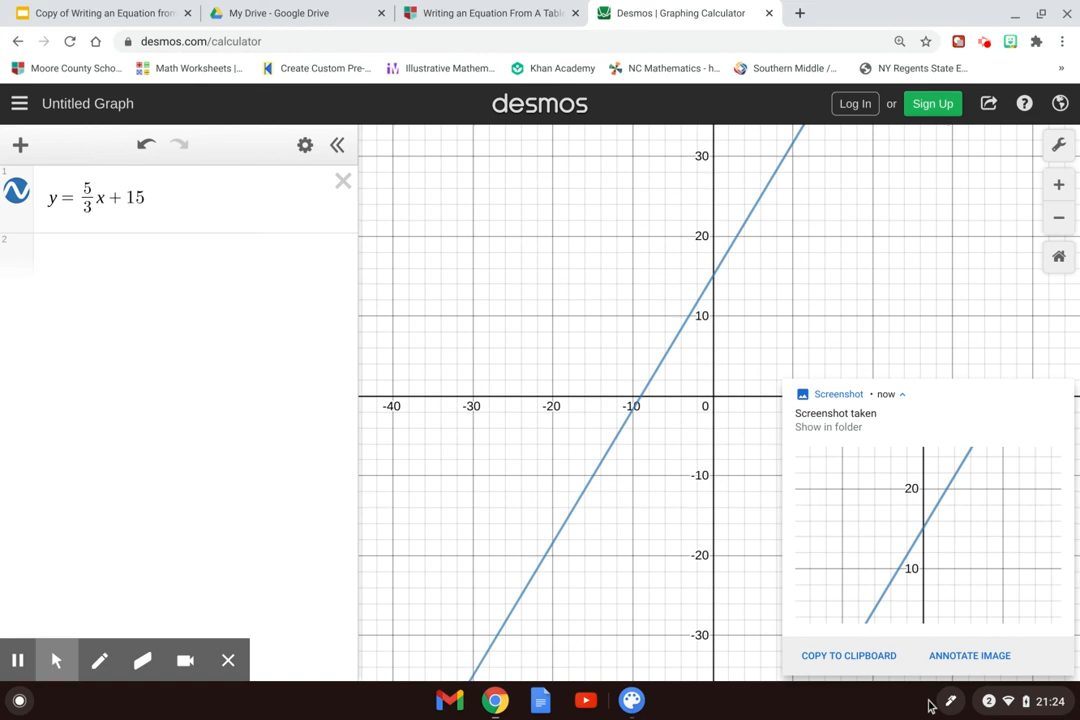 Copy of Writing an Equation from
My Drive - Google Drive
Writing an Equation From A Table
Desmos | Graphing Calculator
desmos.com/calculator
Moore County Scho...
Math Worksheets |...
Create Custom Pre-...
Illustrative Mathem...
Khan Academy
NC Mathematics - h...
Southern Middle /...
NY Regents State E...
»
Untitled Graph
desmos
Log In or Sign Up
1
y = 5/3 x + 15
2
30
20
10
-40 -30 -20 -10 0
-10
-20
-30
Screenshot • now
Screenshot taken
Show in folder
20
10
COPY TO CLIPBOARD ANNOTATE IMAGE
2 21:24